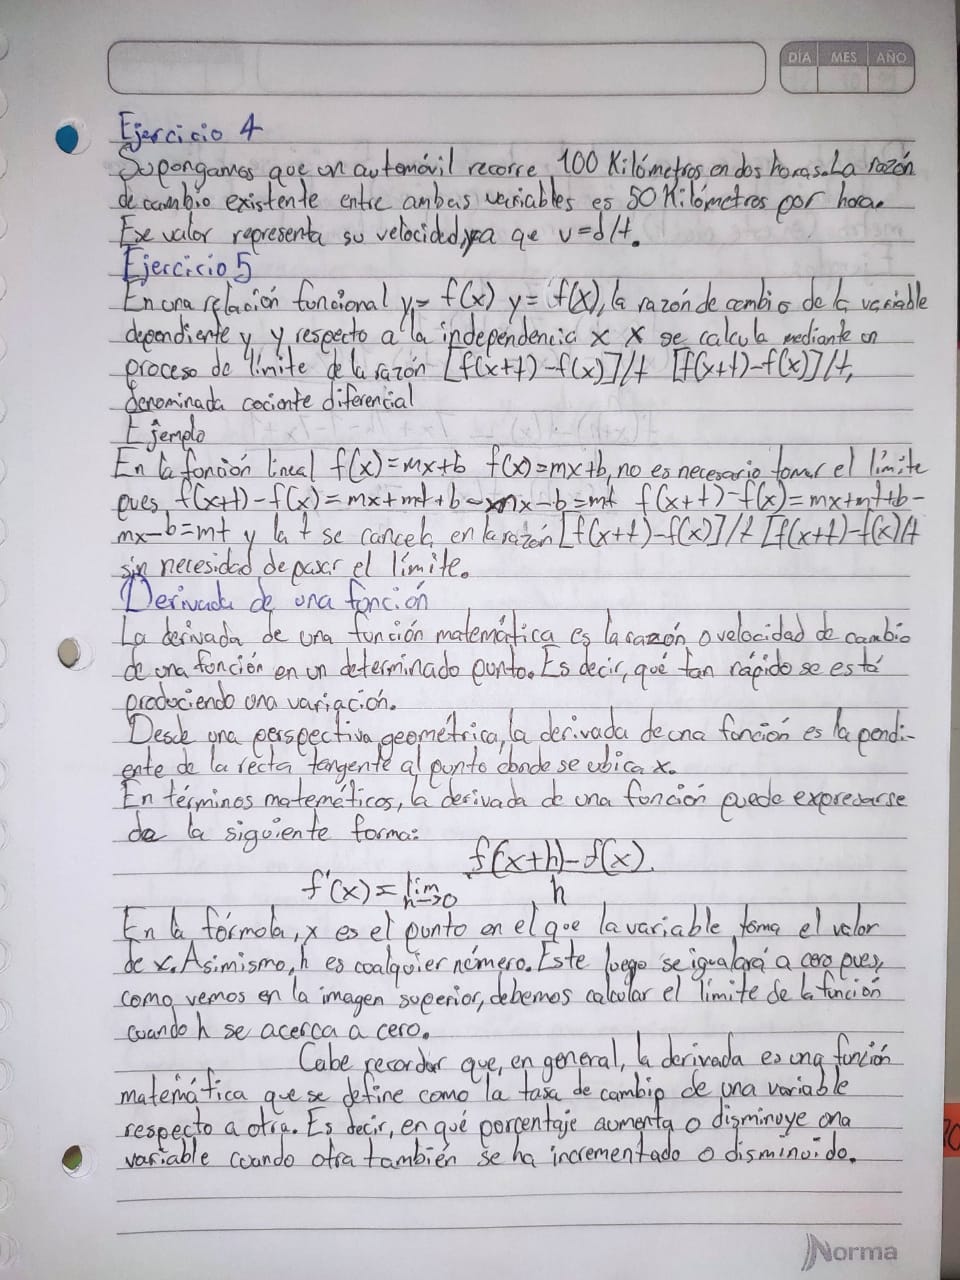 DÍA MES AÑO
Ejercicio 4
Supongamos que un automóvil recorre 100 Kilómetros en dos horas. La razón
de cambio existente entre ambas variables es 50 Kilómetros por hora.
Ese valor representa su velocidad, ya que v=d/t.
Ejercicio 5
En una relación funcional y= f(x) y= f(x), la razón de cambio de la variable
dependiente y y respecto a la independencia x x se calcula mediante un
proceso de límite de la razón [f(x+t)-f(x)]/t [f(x+t)-f(x)]/t,
denominada cociente diferencial
Ejemplo
En la función lineal f(x)=mx+b f(x)=mx+b, no es necesario tomar el límite
pues f(x+t)-f(x)=mx+mt+b-mx-b=mt f(x+t)-f(x)=mx+mt+b-
mx-b=mt y la t se cancela en la razón [f(x+t)-f(x)]/t [f(x+t)-f(x)/t
sin necesidad de pasar el límite.
Derivada de una función
La derivada de una función matemática es la razón o velocidad de cambio
de una función en un determinado punto. Es decir, qué tan rápido se está
produciendo una variación.
Desde una perspectiva geométrica, la derivada de una función es la pendi-
ente de la recta tangente al punto donde se ubica x.
En términos matemáticos, la derivada de una función puede expresarse
de la siguiente forma:
f(x+h)-f(x).
f'(x)= lim
h->0 h
En la fórmula, x es el punto en el que la variable toma el valor
de x. Asimismo, h es cualquier número. Este luego se igualará a cero pues,
como vemos en la imagen superior, debemos calcular el límite de la función
cuando h se acerca a cero.
Cabe recordar que, en general, la derivada es una función
matemática que se define como la tasa de cambio de una variable
respecto a otra. Es decir, en qué porcentaje aumenta o disminuye una
variable cuando otra también se ha incrementado o disminuido.
Norma